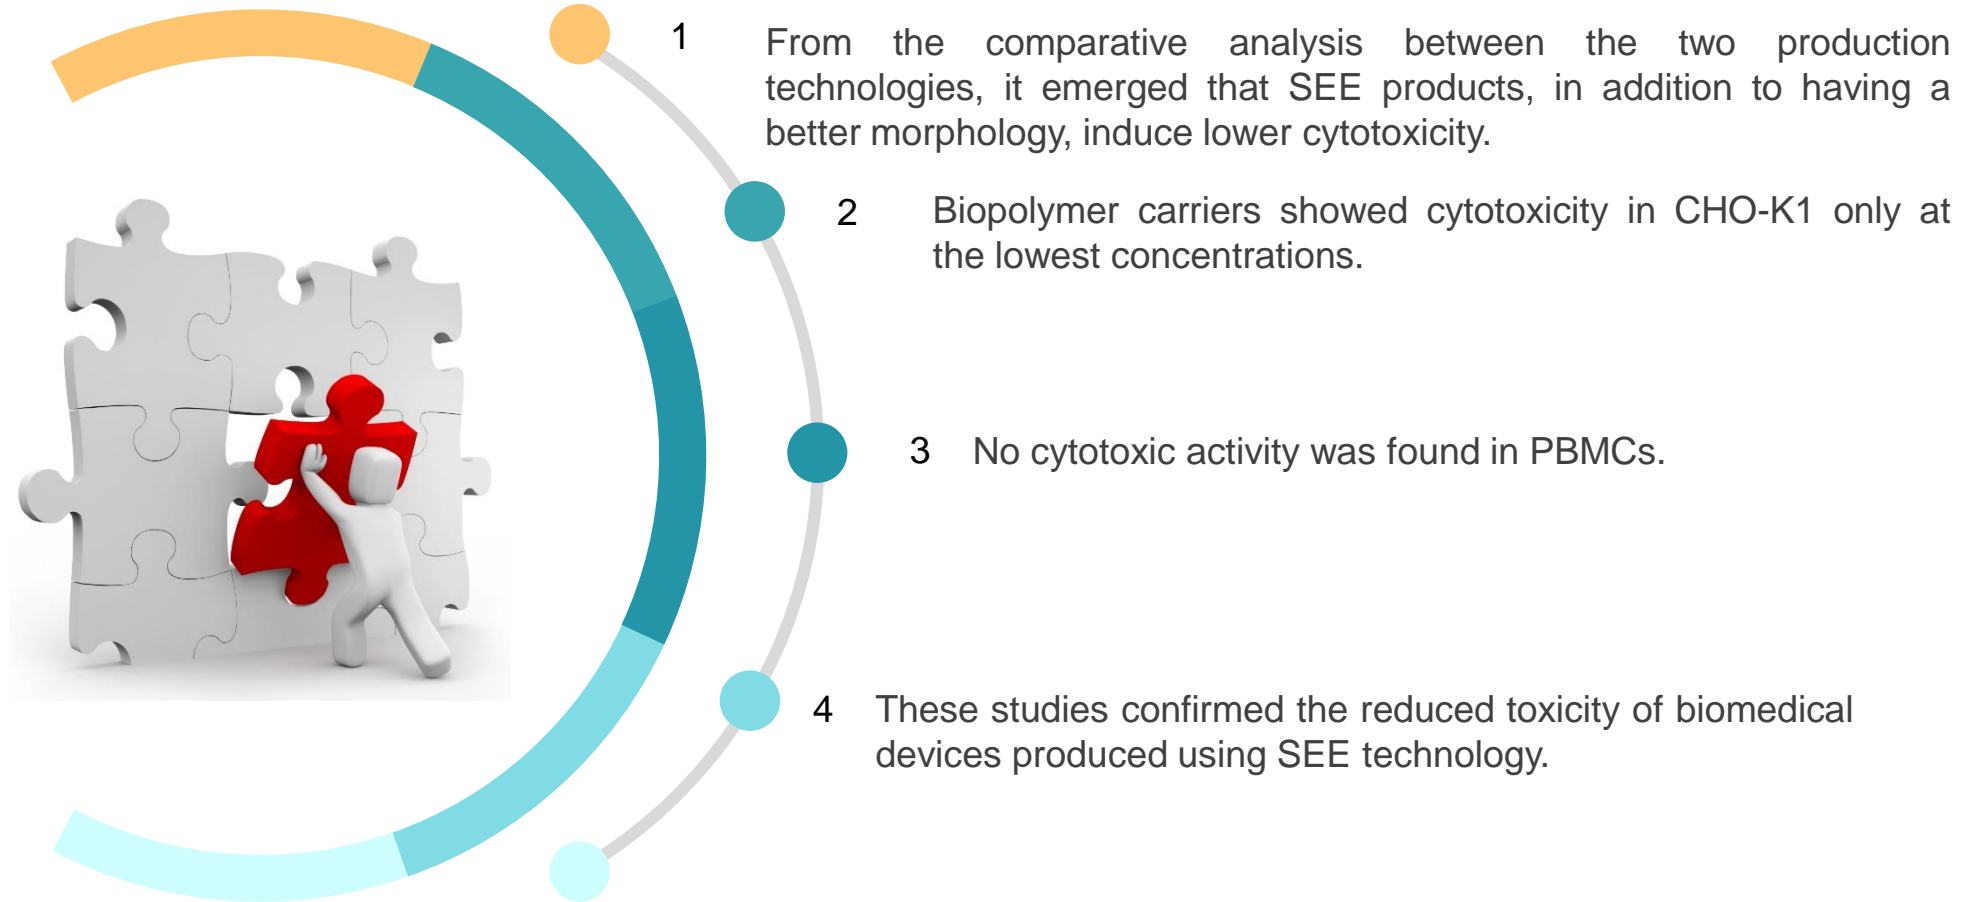 1
From the comparative analysis between the two production
technologies, it emerged that SEE products, in addition to having a
better morphology, induce lower cytotoxicity.
2
Biopolymer carriers showed cytotoxicity in CHO-K1 only at
the lowest concentrations.
3
No cytotoxic activity was found in PBMCs.
4
These studies confirmed the reduced toxicity of biomedical
devices produced using SEE technology.